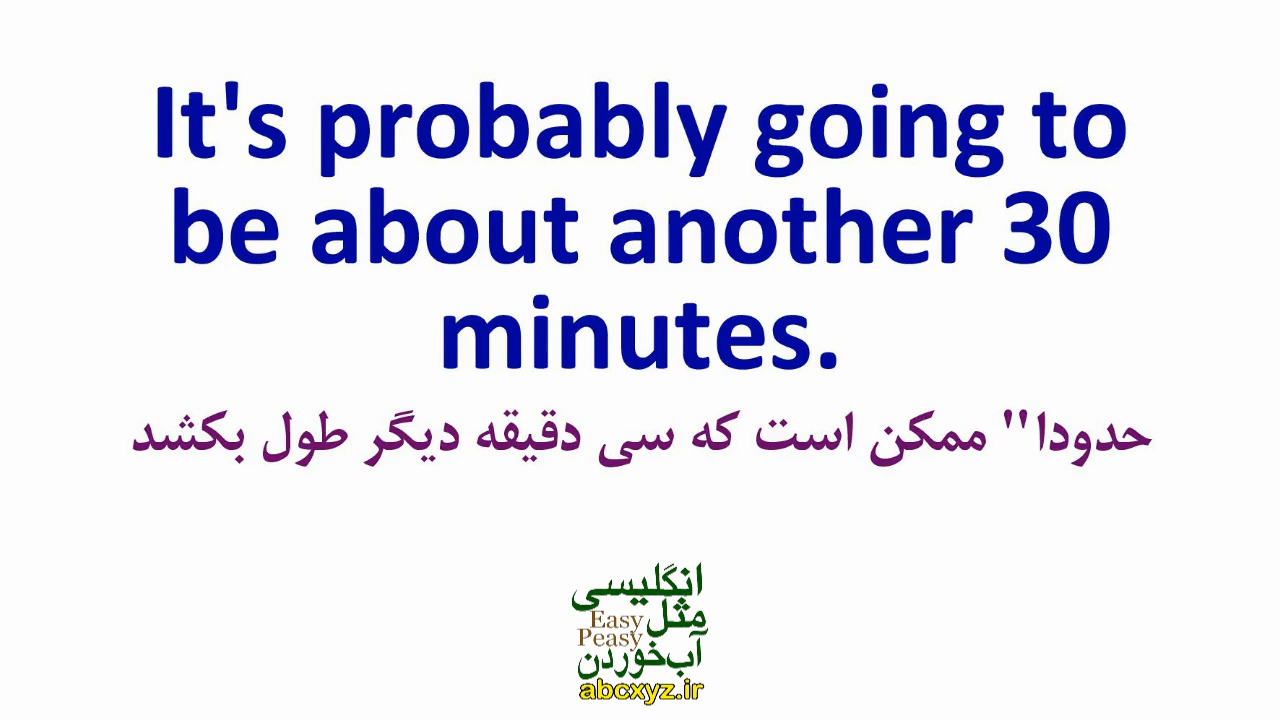 It's probably going to
be about another 30
minutes.
حدودا" ممکن است که سی دقیقه دیگر طول بکشد
انگلیسی
مثل
Easy
Peasy
آب‌خوردن
abcxyz.ir